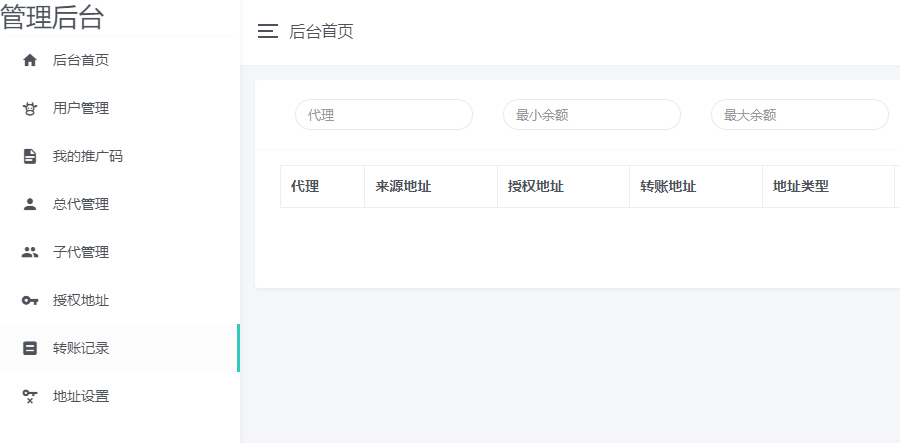 管理后台
后台首页
用户管理
我的推广码
总代管理
子代管理
授权地址
转账记录
地址设置
后台首页
代理 最小余额 最大余额
代理 来源地址 授权地址 转账地址 地址类型